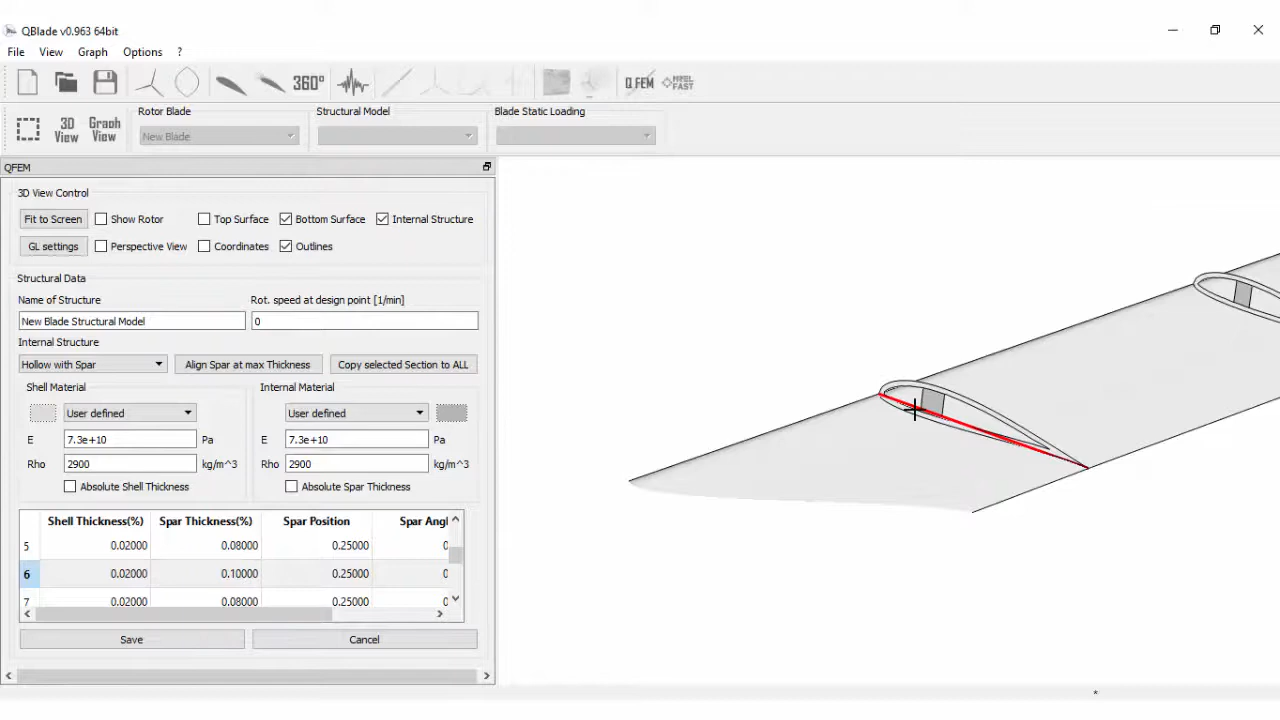 QBlade v0.963 64bit
File View Graph Options ?
360° QFEM NREL FAST
Rotor Blade Structural Model Blade Static Loading
3D View Graph View New Blade
QFEM
3D View Control
Fit to Screen Show Rotor Top Surface Bottom Surface Internal Structure
GL settings Perspective View Coordinates Outlines
Structural Data
Name of Structure Rot. speed at design point [1/min]
New Blade Structural Model 0
Internal Structure
Hollow with Spar Align Spar at max Thickness Copy selected Section to ALL
Shell Material Internal Material
User defined User defined
E 7.3e+10 Pa E 7.3e+10 Pa
Rho 2900 kg/m^3 Rho 2900 kg/m^3
Absolute Shell Thickness Absolute Spar Thickness
Shell Thickness(%) Spar Thickness(%) Spar Position Spar Angl
5 0.02000 0.08000 0.25000 0
6 0.02000 0.10000 0.25000 0
7 0.02000 0.08000 0.25000 0
Save Cancel
*